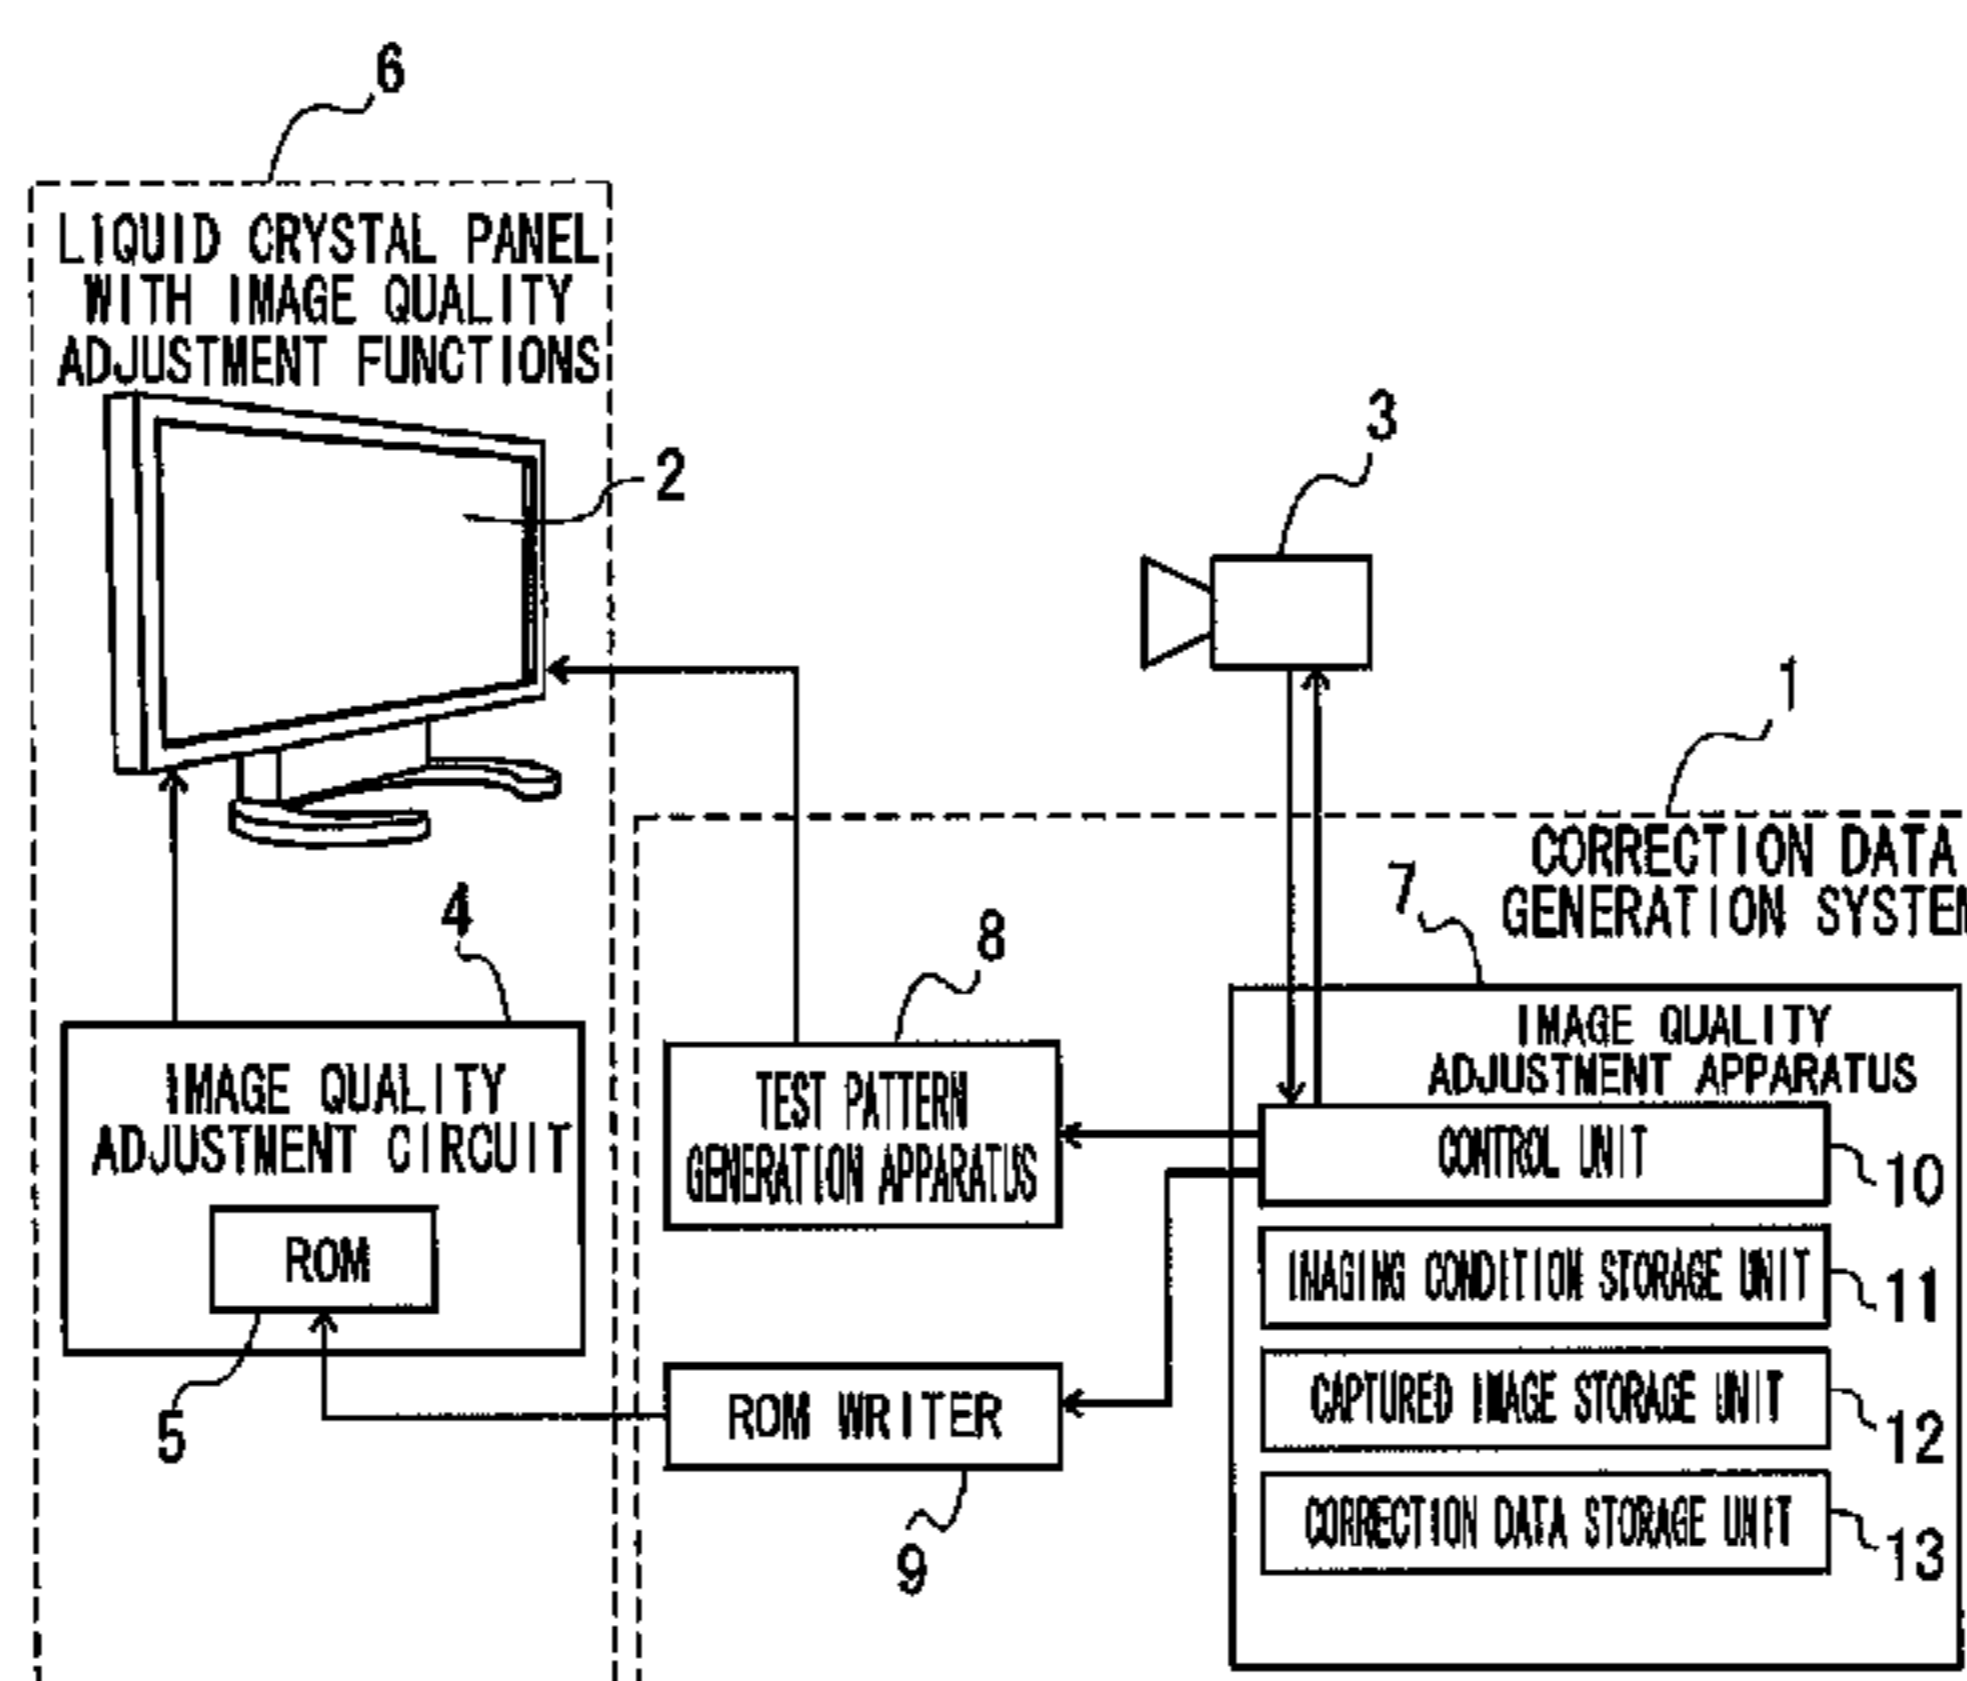 6
LIQUID CRYSTAL PANEL
WITH IMAGE QUALITY
ADJUSTMENT FUNCTIONS
2
3
1
CORRECTION DATA
GENERATION SYSTEM
7
4
8
IMAGE QUALITY
ADJUSTMENT APPARATUS
IMAGE QUALITY
ADJUSTMENT CIRCUIT
TEST PATTERN
GENERATION APPARATUS
CONTROL UNIT
10
ROM
IMAGING CONDITION STORAGE UNIT
11
5
ROM WRITER
CAPTURED IMAGE STORAGE UNIT
12
9
CORRECTION DATA STORAGE UNIT
13